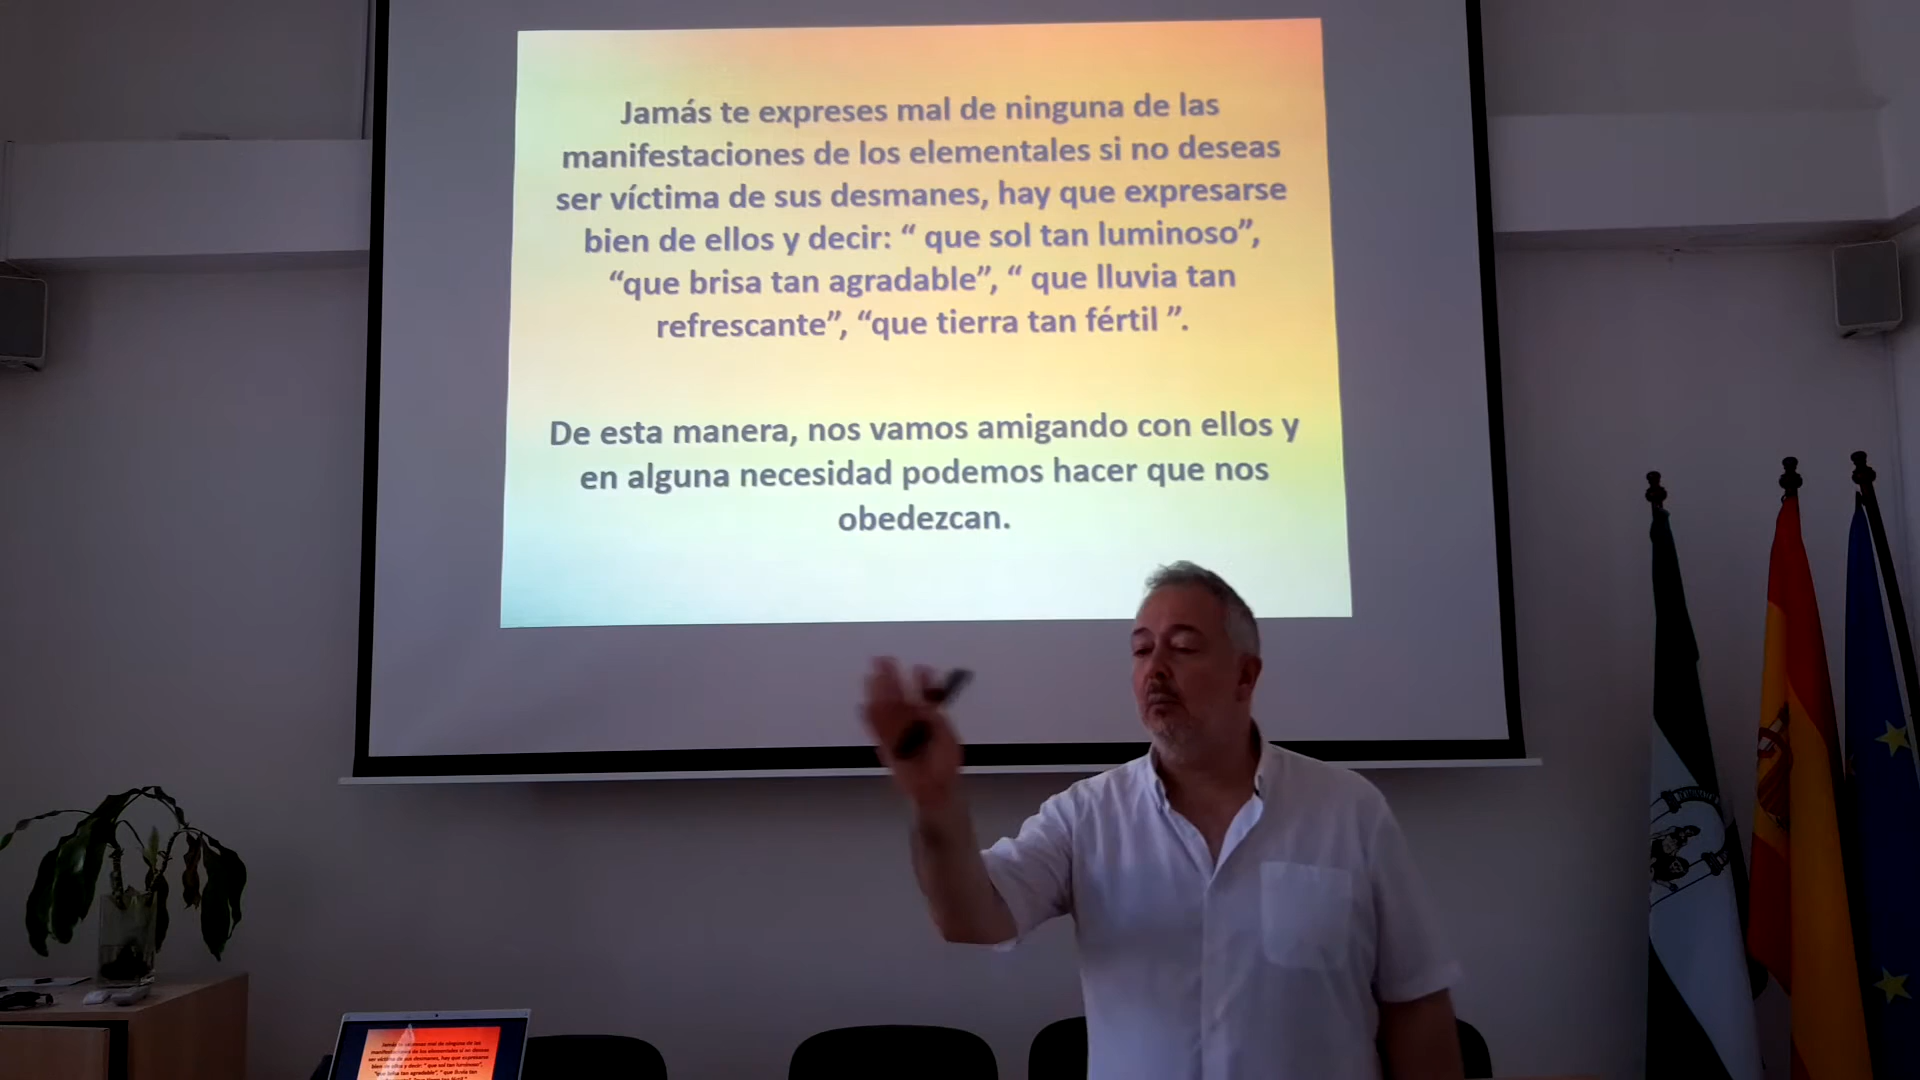 Jamás te expreses mal de ninguna de las
manifestaciones de los elementales si no deseas
ser víctima de sus desmanes, hay que expresarse
bien de ellos y decir: “ que sol tan luminoso”,
“que brisa tan agradable”, “ que lluvia tan
refrescante”, “que tierra tan fértil ”.
De esta manera, nos vamos amigando con ellos y
en alguna necesidad podemos hacer que nos
obedezcan.